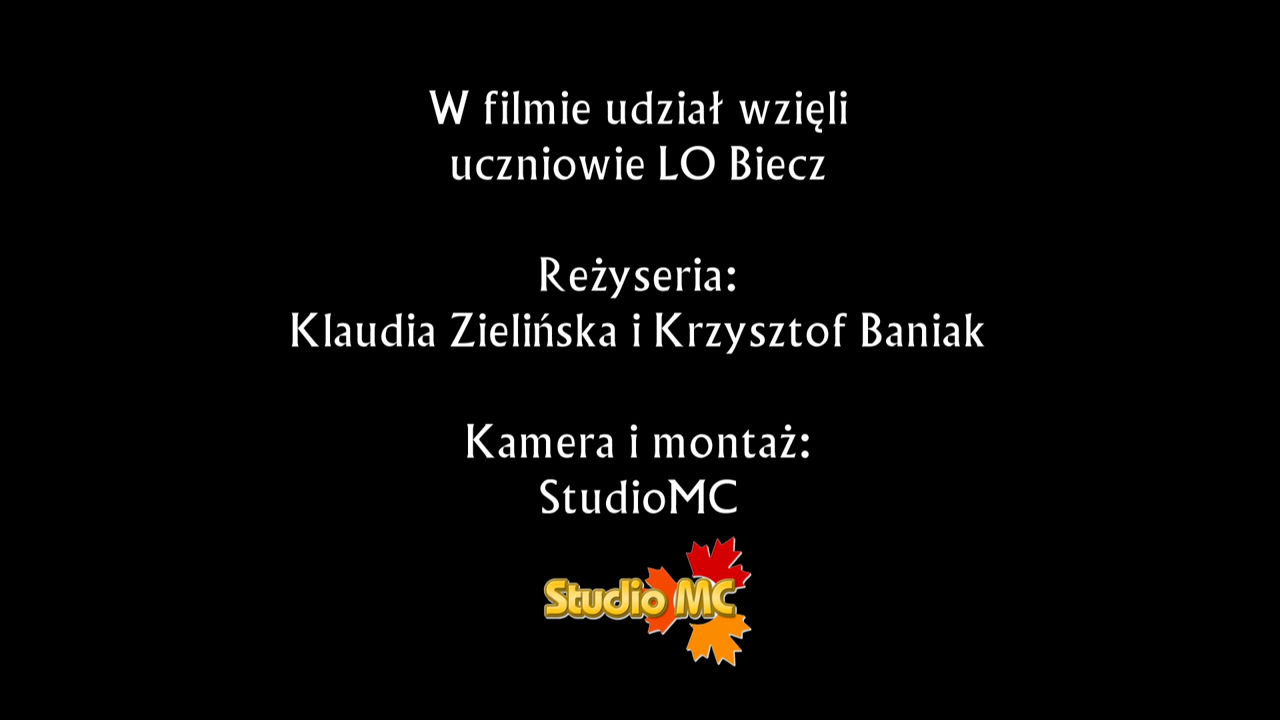 W filmie udział wzięli
uczniowie LO Biecz
Reżyseria:
Klaudia Zielińska i Krzysztof Baniak
Kamera i montaż:
StudioMC
Studio MC